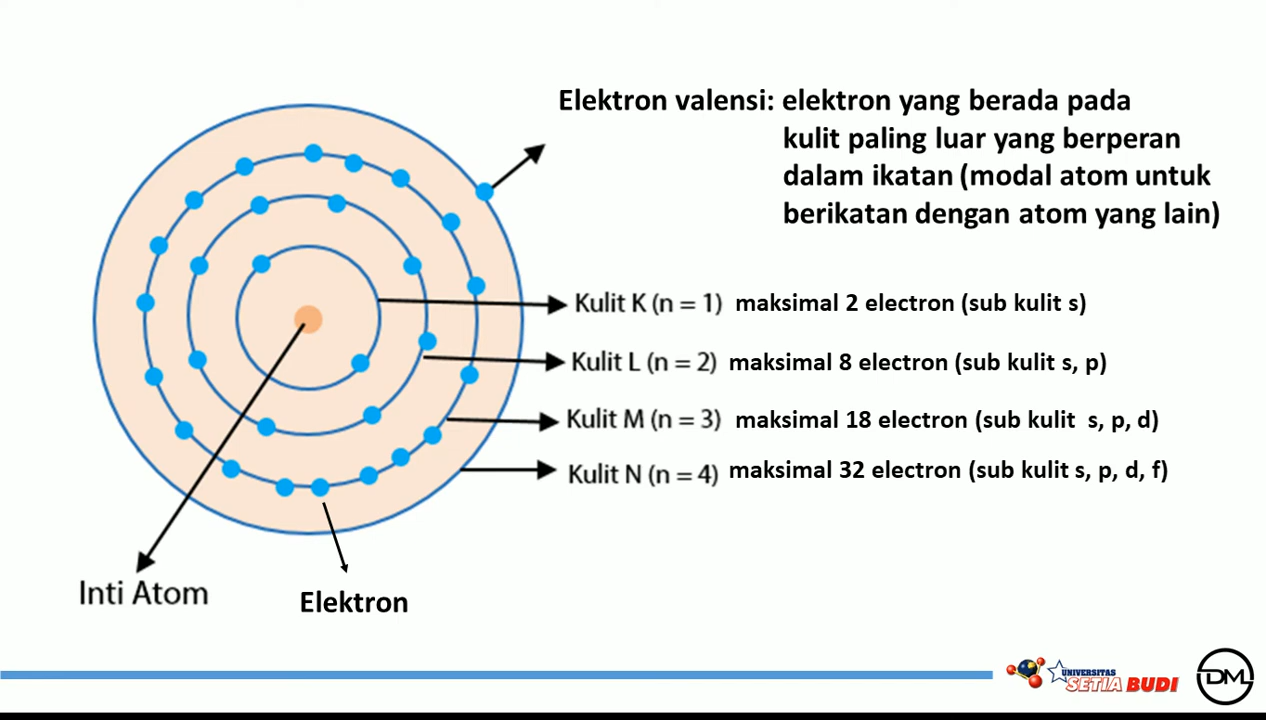 Elektron valensi: elektron yang berada pada
kulit paling luar yang berperan
dalam ikatan (modal atom untuk
berikatan dengan atom yang lain)
Kulit K (n = 1) maksimal 2 electron (sub kulit s)
Kulit L (n = 2) maksimal 8 electron (sub kulit s, p)
Kulit M (n = 3) maksimal 18 electron (sub kulit s, p, d)
Kulit N (n = 4) maksimal 32 electron (sub kulit s, p, d, f)
Inti Atom
Elektron
UNIVERSITAS
SETIA BUDI
DM